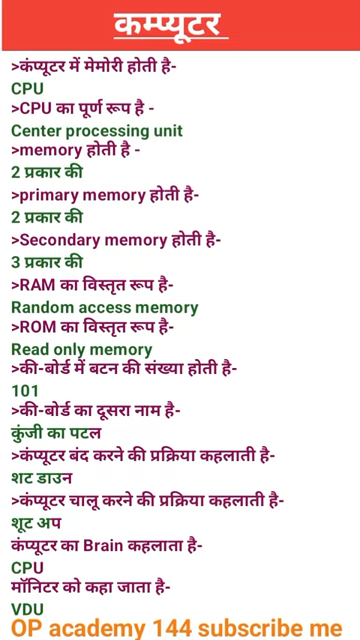 कम्प्यूटर
>कंप्यूटर में मेमोरी होती है-
CPU
>CPU का पूर्ण रूप है -
Center processing unit
>memory होती है -
2 प्रकार की
>primary memory होती है-
2 प्रकार की
>Secondary memory होती है-
3 प्रकार की
>RAM का विस्तृत रूप है-
Random access memory
>ROM का विस्तृत रूप है-
Read only memory
>की-बोर्ड में बटन की संख्या होती है-
101
>की-बोर्ड का दूसरा नाम है-
कुंजी का पटल
>कंप्यूटर बंद करने की प्रक्रिया कहलाती है-
शट डाउन
>कंप्यूटर चालू करने की प्रक्रिया कहलाती है-
शूट अप
कंप्यूटर का Brain कहलाता है-
CPU
मॉनिटर को कहा जाता है-
VDU
OP academy 144 subscribe me